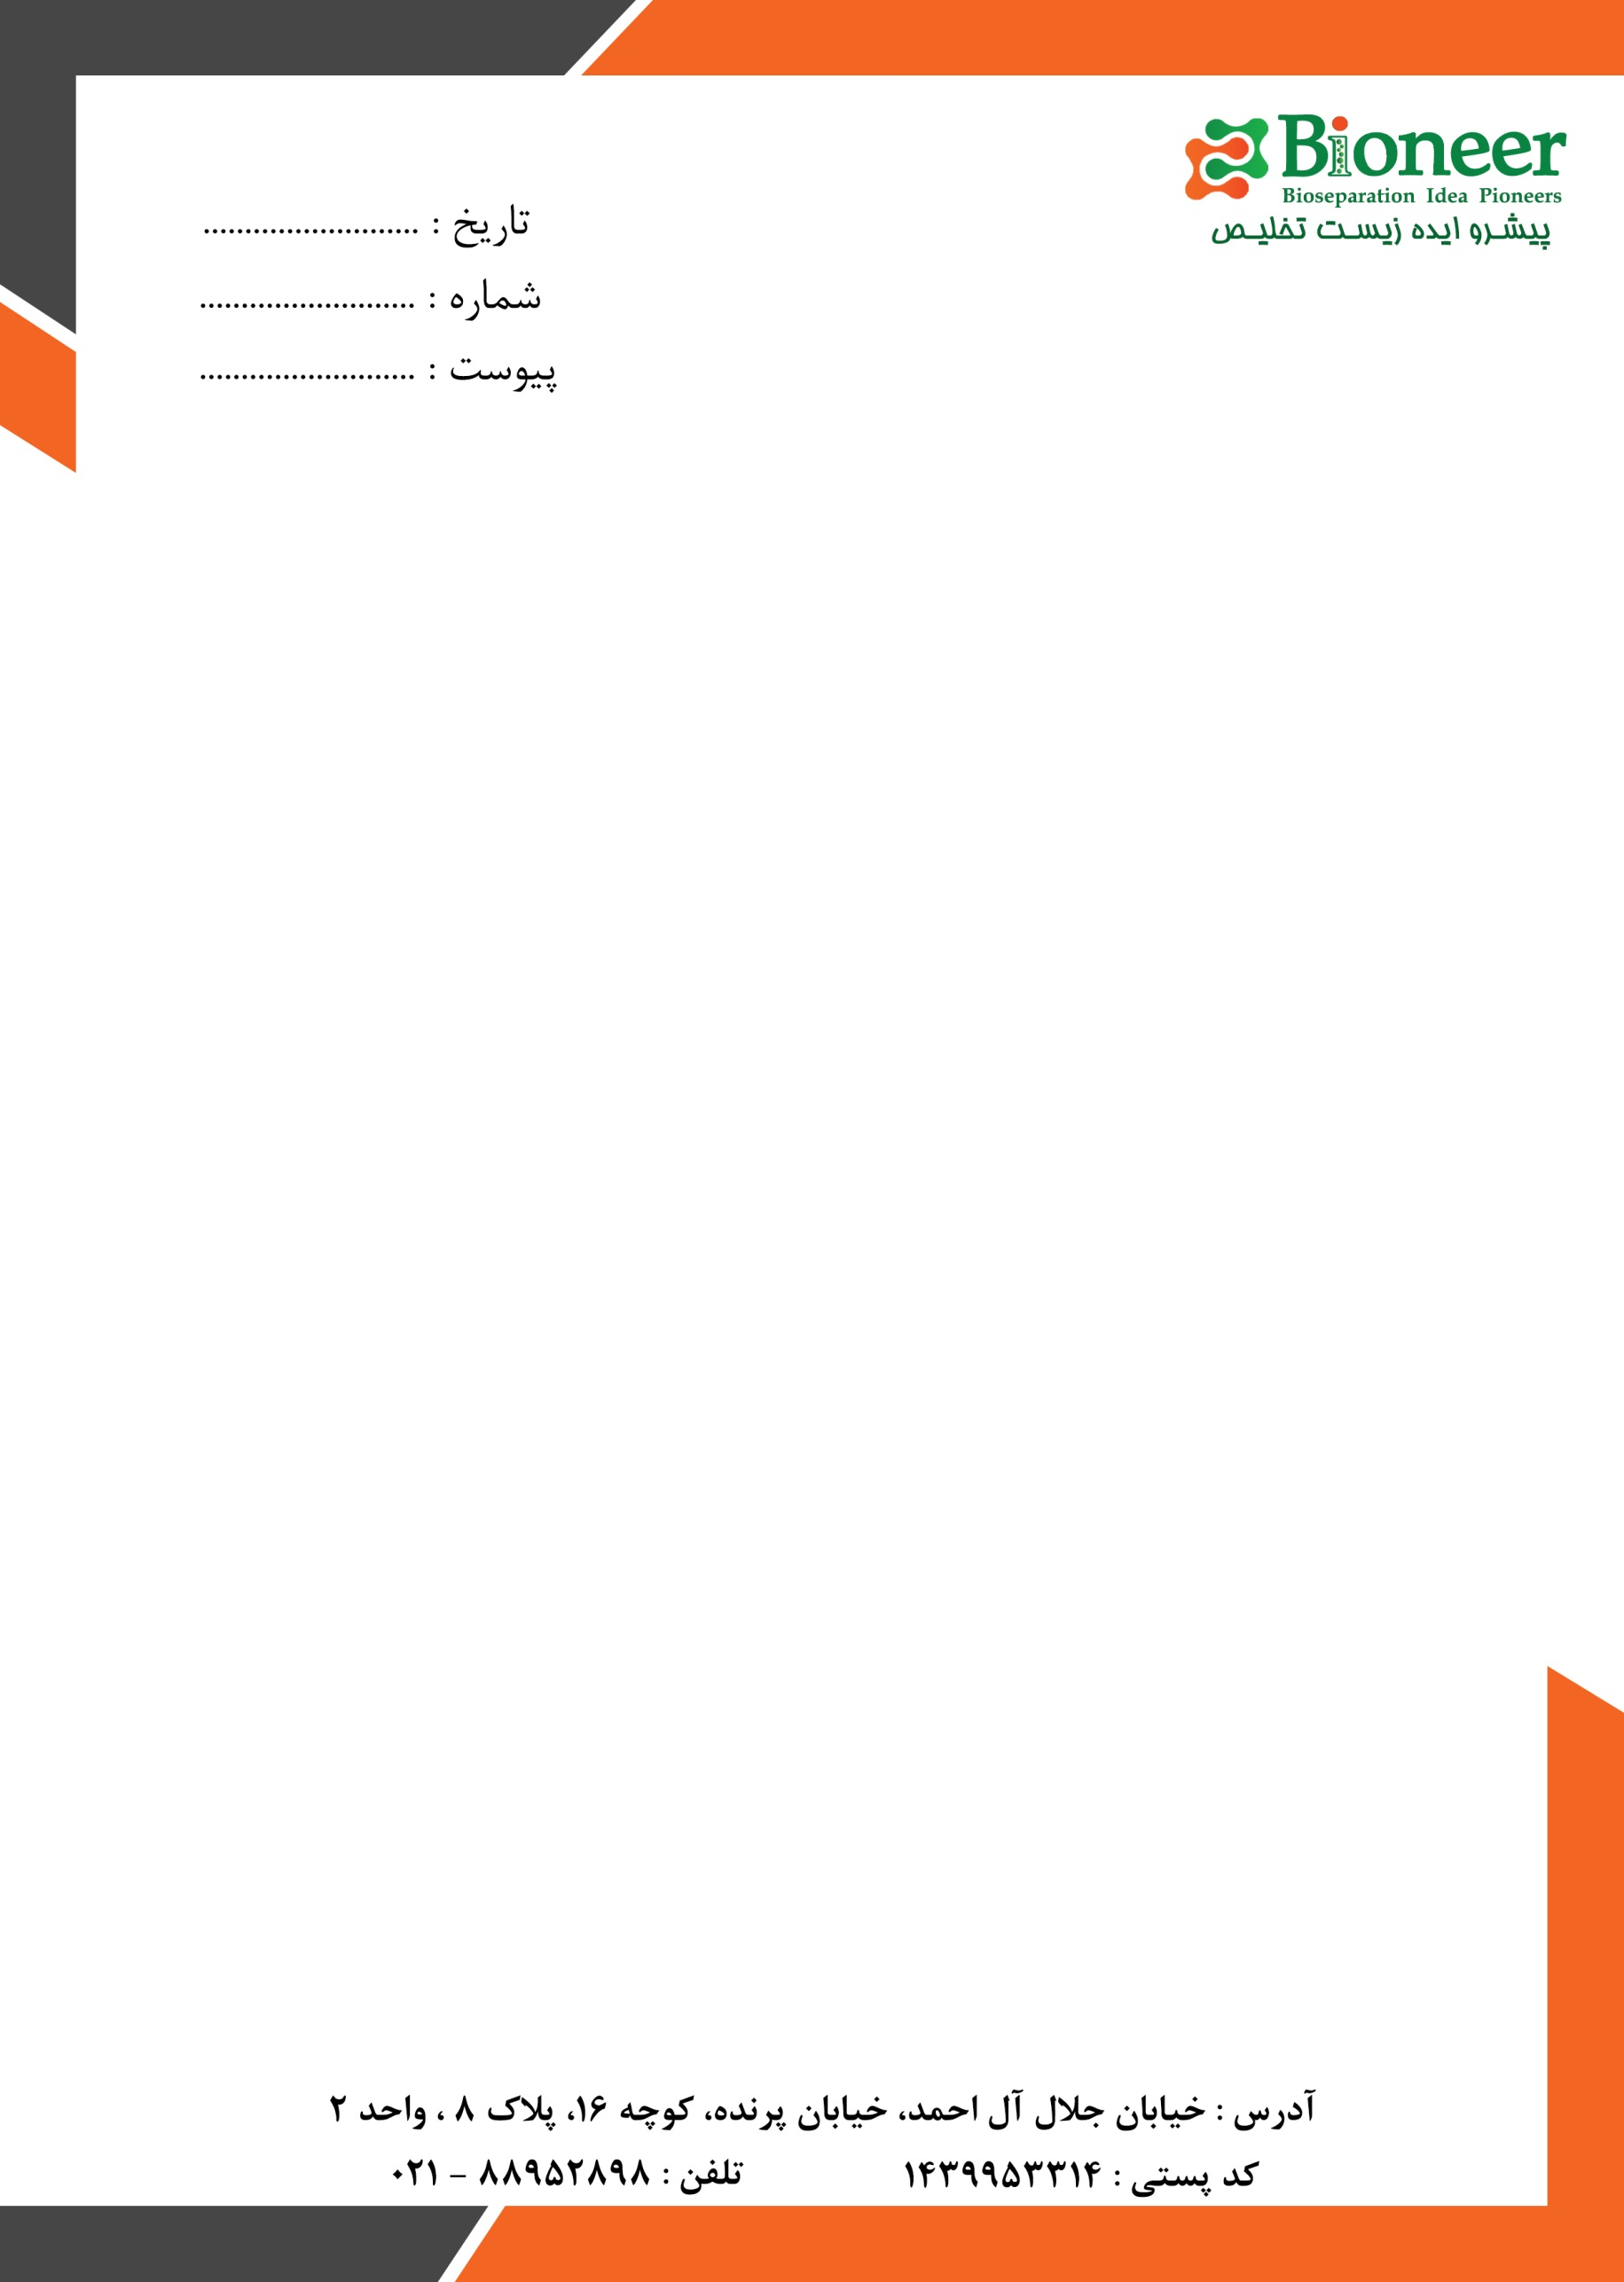 Bioneer
Bioseparation Idea Pioneers
پیشرو ایده زیست تخلیص
تاریخ : ..........................
شماره : ..........................
پیوست : ..........................
آدرس : خیابان جلال آل احمد، خیابان پرنده، کوچه ۱۶، پلاک ۸ ، واحد ۲
کد پستی : ۱۴۳۹۹۵۳۳۱۴
تلفن : ۸۸۹۵۲۸۹۸ – ۰۲۱